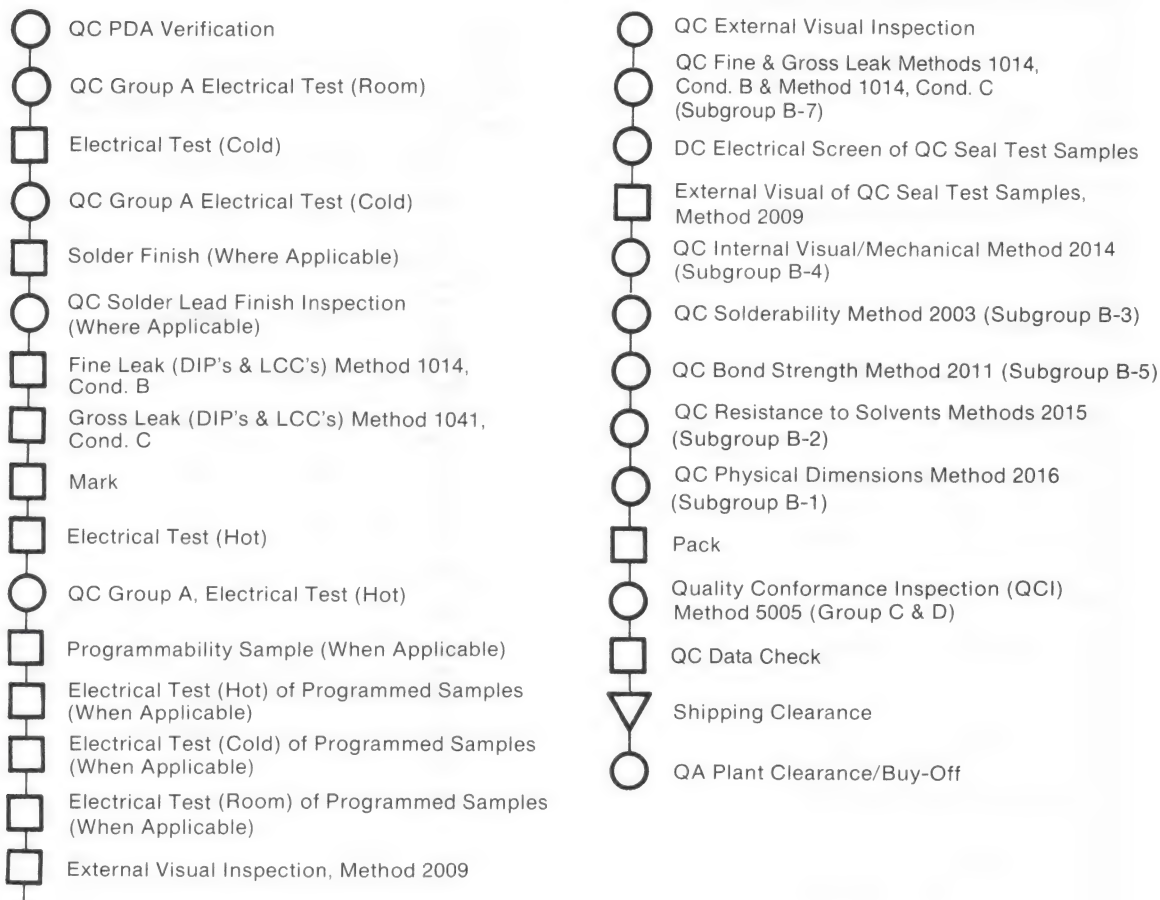 QC PDA Verification
QC Group A Electrical Test (Room)
Electrical Test (Cold)
QC Group A Electrical Test (Cold)
Solder Finish (Where Applicable)
QC Solder Lead Finish Inspection
(Where Applicable)
Fine Leak (DIP's & LCC's) Method 1014,
Cond. B
Gross Leak (DIP's & LCC's) Method 1041,
Cond. C
Mark
Electrical Test (Hot)
QC Group A, Electrical Test (Hot)
Programmability Sample (When Applicable)
Electrical Test (Hot) of Programmed Samples
(When Applicable)
Electrical Test (Cold) of Programmed Samples
(When Applicable)
Electrical Test (Room) of Programmed Samples
(When Applicable)
External Visual Inspection, Method 2009
QC External Visual Inspection
QC Fine & Gross Leak Methods 1014,
Cond. B & Method 1014, Cond. C
(Subgroup B-7)
DC Electrical Screen of QC Seal Test Samples
External Visual of QC Seal Test Samples,
Method 2009
QC Internal Visual/Mechanical Method 2014
(Subgroup B-4)
QC Solderability Method 2003 (Subgroup B-3)
QC Bond Strength Method 2011 (Subgroup B-5)
QC Resistance to Solvents Methods 2015
(Subgroup B-2)
QC Physical Dimensions Method 2016
(Subgroup B-1)
Pack
Quality Conformance Inspection (QCI)
Method 5005 (Group C & D)
QC Data Check
Shipping Clearance
QA Plant Clearance/Buy-Off